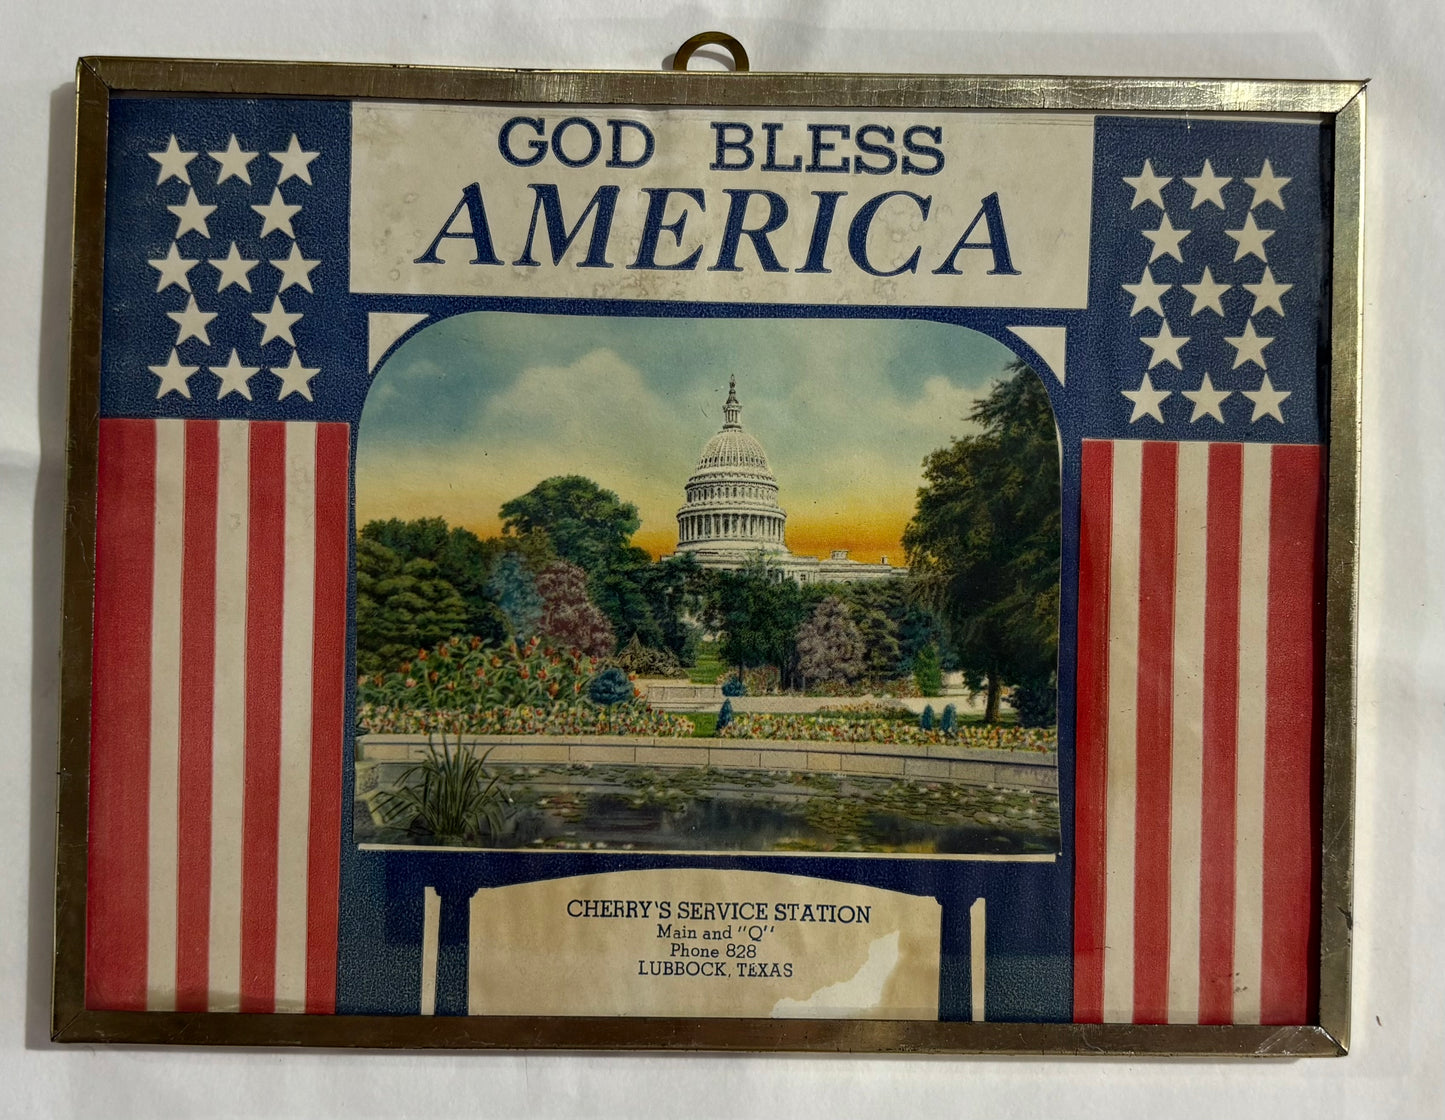 GOD BLESS
AMERICA
CHERRY'S SERVICE STATION
Main and "Q"
Phone 828
LUBBOCK, TEXAS